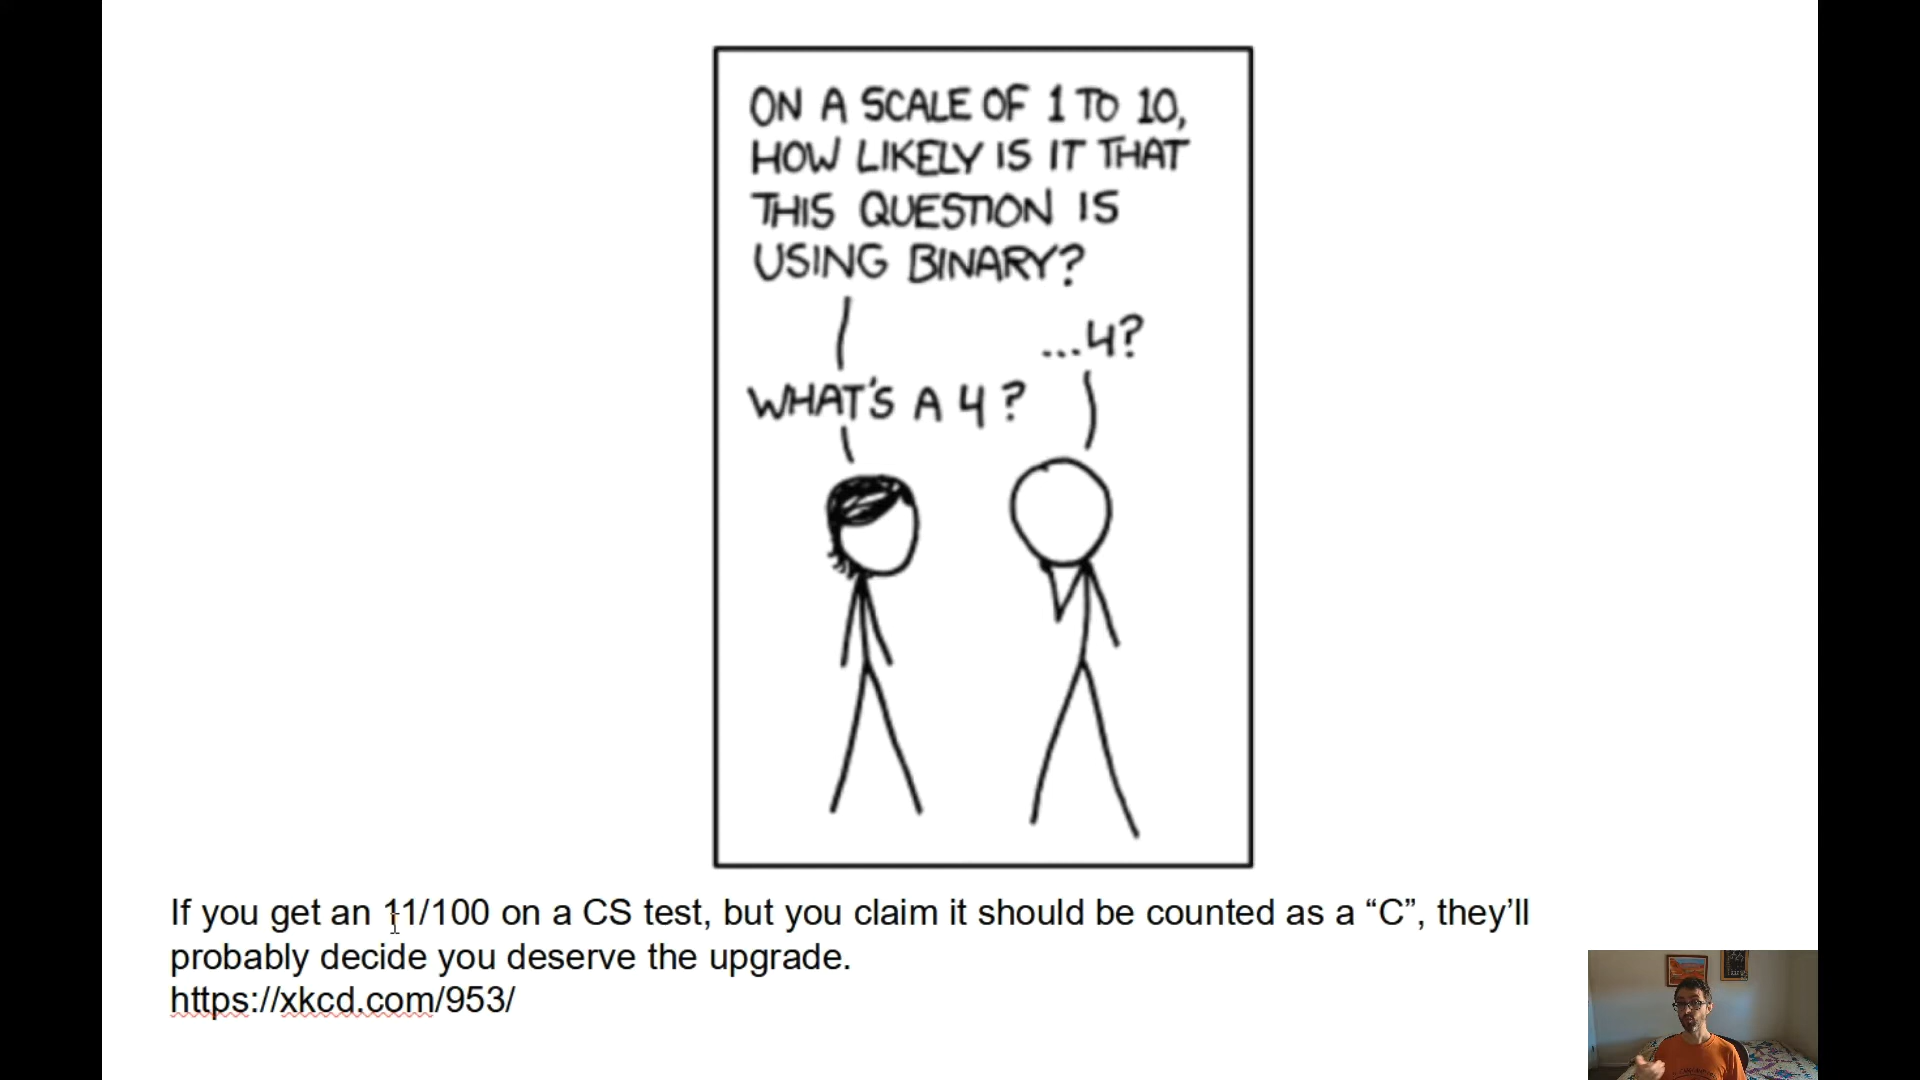 ON A SCALE OF 1 TO 10,
HOW LIKELY IS IT THAT
THIS QUESTION IS
USING BINARY?
...4?
WHAT'S A 4?
If you get an 11/100 on a CS test, but you claim it should be counted as a “C”, they’ll
probably decide you deserve the upgrade.
https://xkcd.com/953/